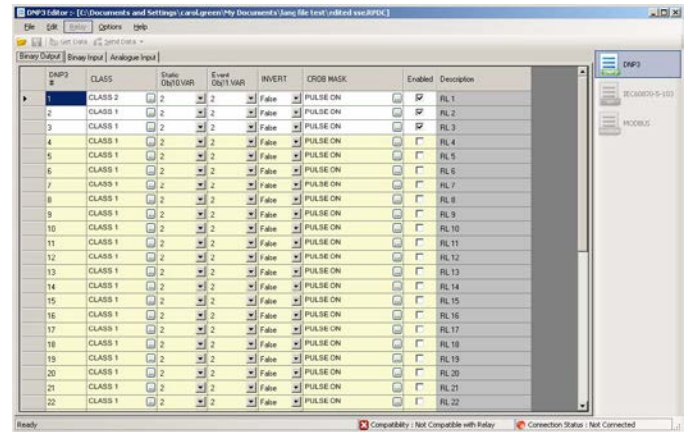 DNP3 Editor :- [C:\Documents and Settings\carol.green\My Documents\lang file test\edited sse.RPDC]
File Edit Relay Options Help
Get Data Send Data
Binary Output Binary Input Analogue Input
DNP3 # CLASS Static Obj10 VAR Event Obj11 VAR INVERT CROB MASK Enabled Description
1 CLASS 2 2 2 False PULSE ON RL 1
2 CLASS 1 2 2 False PULSE ON RL 2
3 CLASS 1 2 2 False PULSE ON RL 3
4 CLASS 1 2 2 False PULSE ON RL 4
5 CLASS 1 2 2 False PULSE ON RL 5
6 CLASS 1 2 2 False PULSE ON RL 6
7 CLASS 1 2 2 False PULSE ON RL 7
8 CLASS 1 2 2 False PULSE ON RL 8
9 CLASS 1 2 2 False PULSE ON RL 9
10 CLASS 1 2 2 False PULSE ON RL 10
11 CLASS 1 2 2 False PULSE ON RL 11
12 CLASS 1 2 2 False PULSE ON RL 12
13 CLASS 1 2 2 False PULSE ON RL 13
14 CLASS 1 2 2 False PULSE ON RL 14
15 CLASS 1 2 2 False PULSE ON RL 15
16 CLASS 1 2 2 False PULSE ON RL 16
17 CLASS 1 2 2 False PULSE ON RL 17
18 CLASS 1 2 2 False PULSE ON RL 18
19 CLASS 1 2 2 False PULSE ON RL 19
20 CLASS 1 2 2 False PULSE ON RL 20
21 CLASS 1 2 2 False PULSE ON RL 21
22 CLASS 1 2 2 False PULSE ON RL 22
DNP3
IEC60870-5-103
MODBUS
Ready Compatibility : Not Compatible with Relay Connection Status : Not Connected